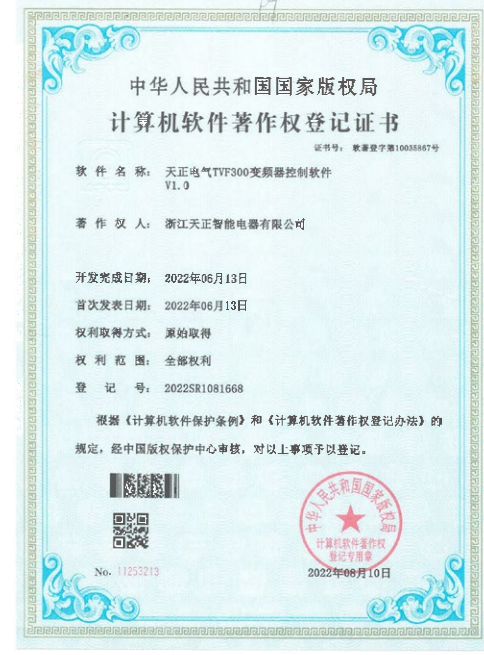 中华人民共和国国家版权局
计算机软件著作权登记证书
证书号： 软著登字第10035867号
软件名称： 天正电气TVF300变频器控制软件
V1.0
著作权人： 浙江天正智能电器有限公司
开发完成日期： 2022年06月13日
首次发表日期： 2022年06月13日
权利取得方式： 原始取得
权利范围： 全部权利
登记号： 2022SR1081668
根据《计算机软件保护条例》和《计算机软件著作权登记办法》的
规定，经中国版权保护中心审核，对以上事项予以登记。
中华人民共和国国家版权局
计算机软件著作权
登记专用章
No. 11253213
2022年08月10日